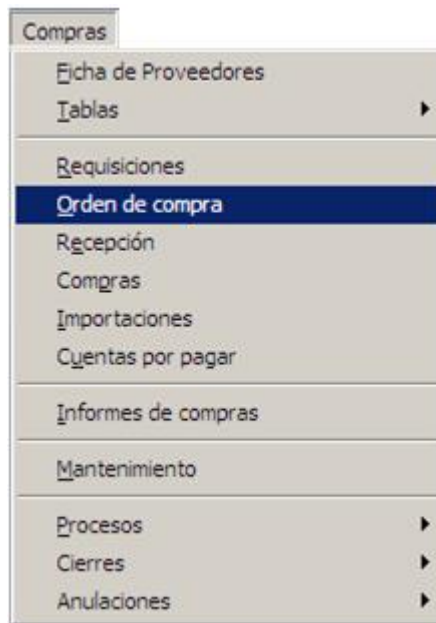 Compras
Ficha de Proveedores
Tablas
Requisiciones
Orden de compra
Recepción
Compras
Importaciones
Cuentas por pagar
Informes de compras
Mantenimiento
Procesos
Cierres
Anulaciones